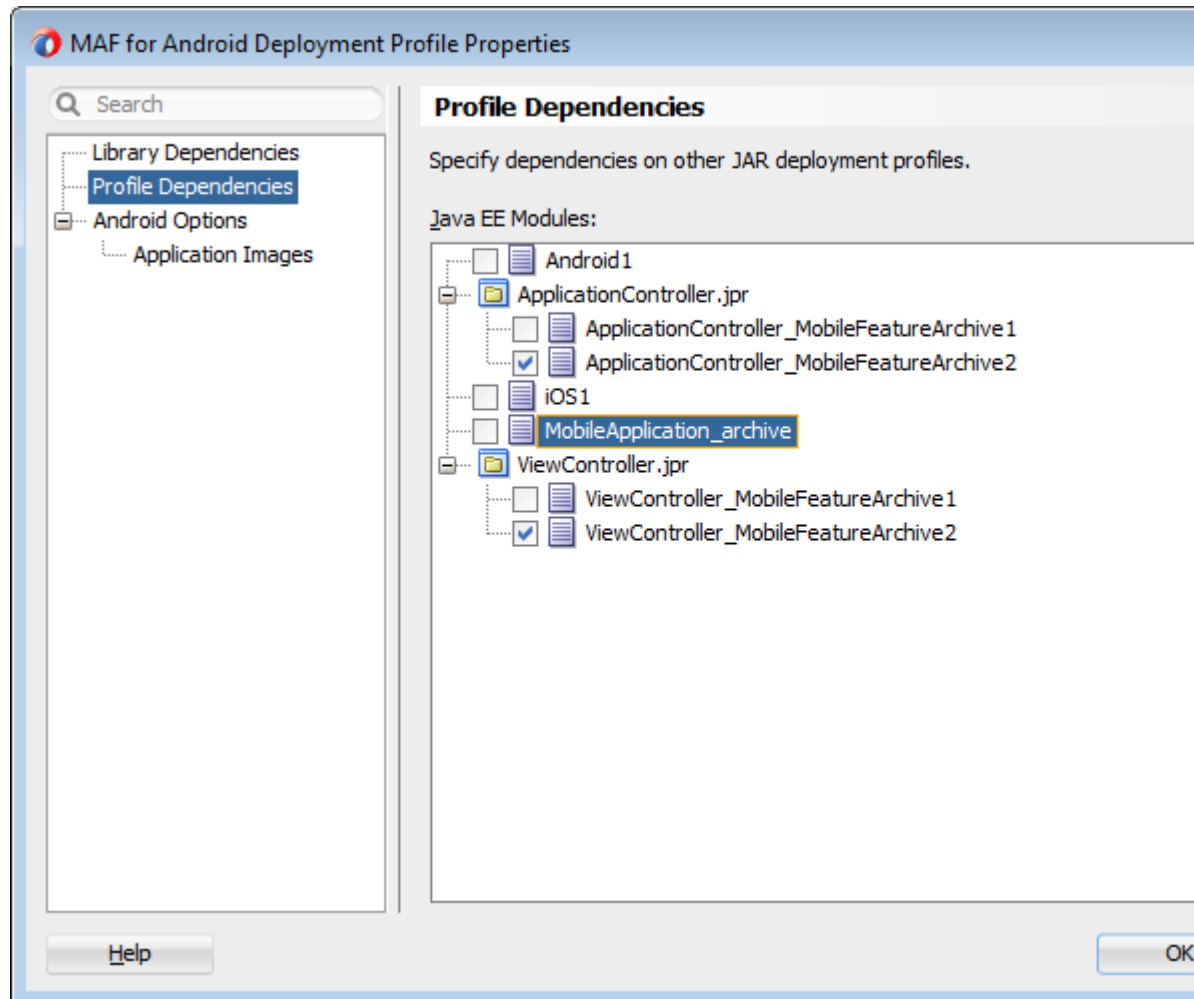 MAF for Android Deployment Profile Properties
Search
Library Dependencies
Profile Dependencies
Android Options
Application Images
Profile Dependencies
Specify dependencies on other JAR deployment profiles.
Java EE Modules:
Android1
ApplicationController.jpr
ApplicationController_MobileFeatureArchive1
ApplicationController_MobileFeatureArchive2
iOS1
MobileApplication_archive
ViewController.jpr
ViewController_MobileFeatureArchive1
ViewController_MobileFeatureArchive2
Help
OK